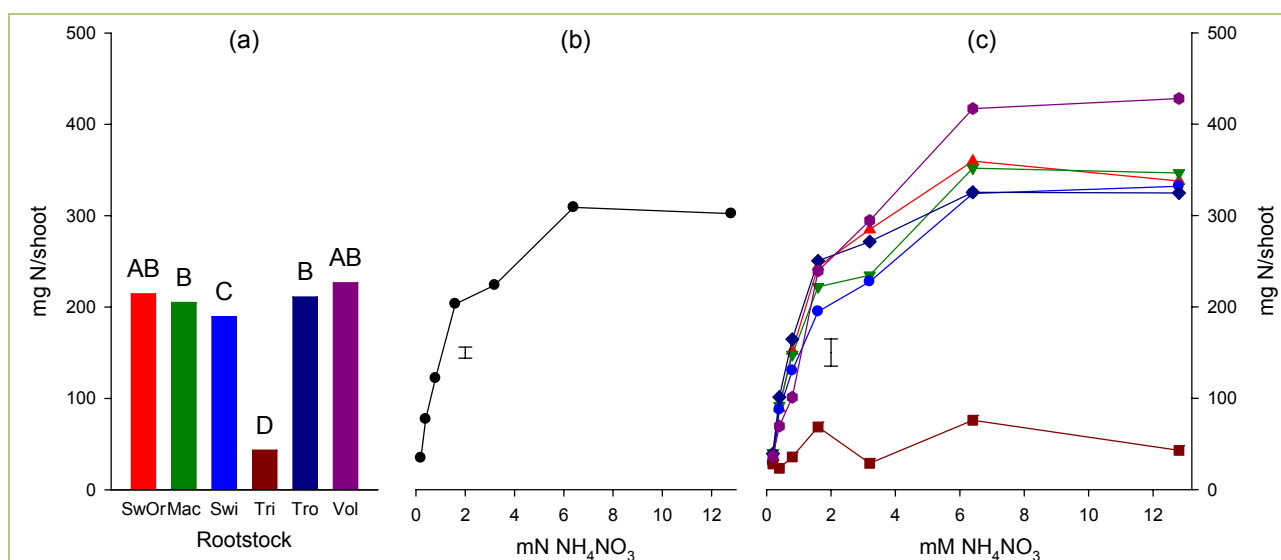 (a) (b) (c)
500 500
400 400
300 300
200 200
100 100
0 0
mg N/shoot
mg N/shoot
AB B C D B AB
SwOr Mac Swi Tri Tro Vol
Rootstock
0 2 4 6 8 10 12
mN NH₄NO₃
0 2 4 6 8 10 12
mM NH₄NO₃